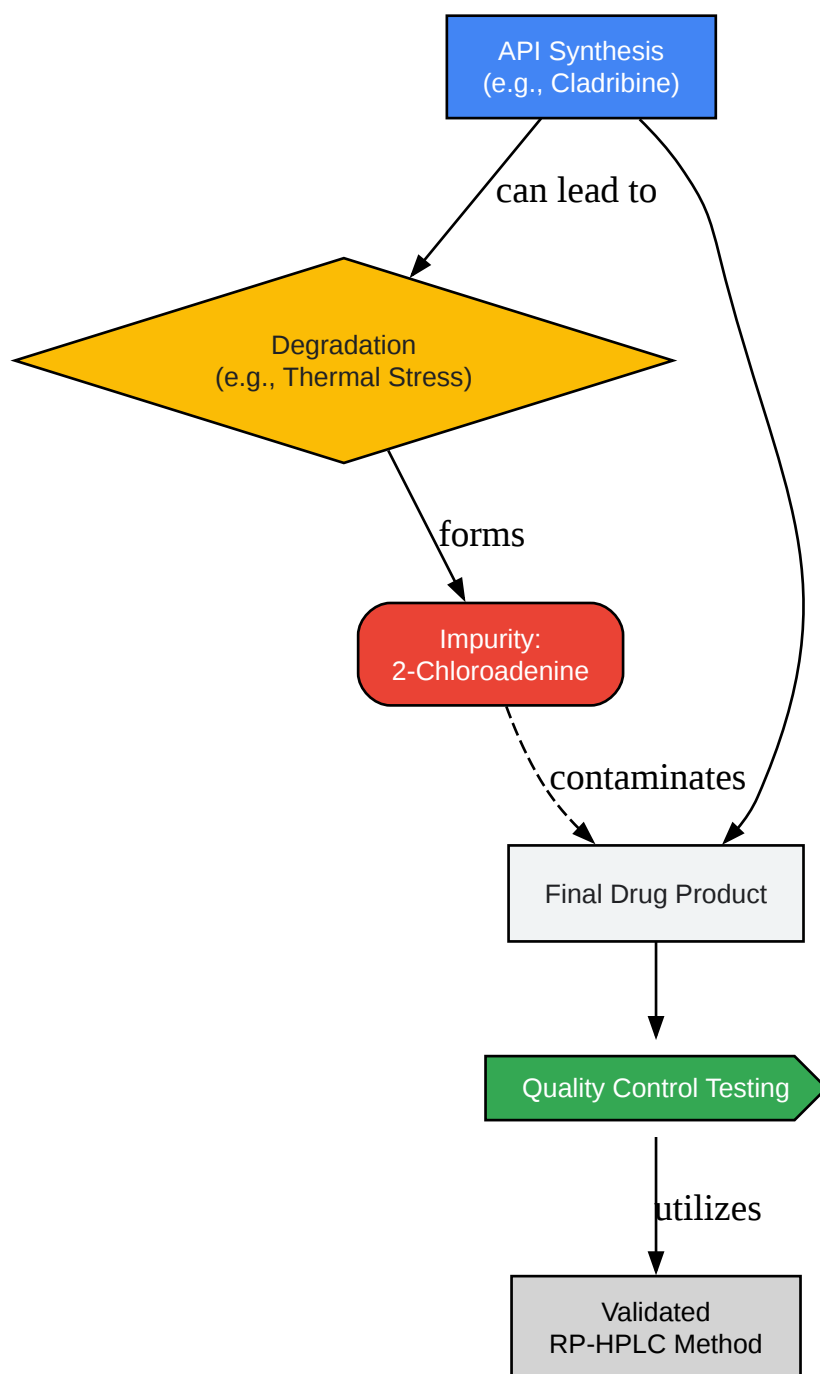 API Synthesis
(e.g., Cladribine)
can lead to
Degradation
(e.g., Thermal Stress)
forms
Impurity:
2-Chloroadenine
contaminates
Final Drug Product
Quality Control Testing
utilizes
Validated
RP-HPLC Method